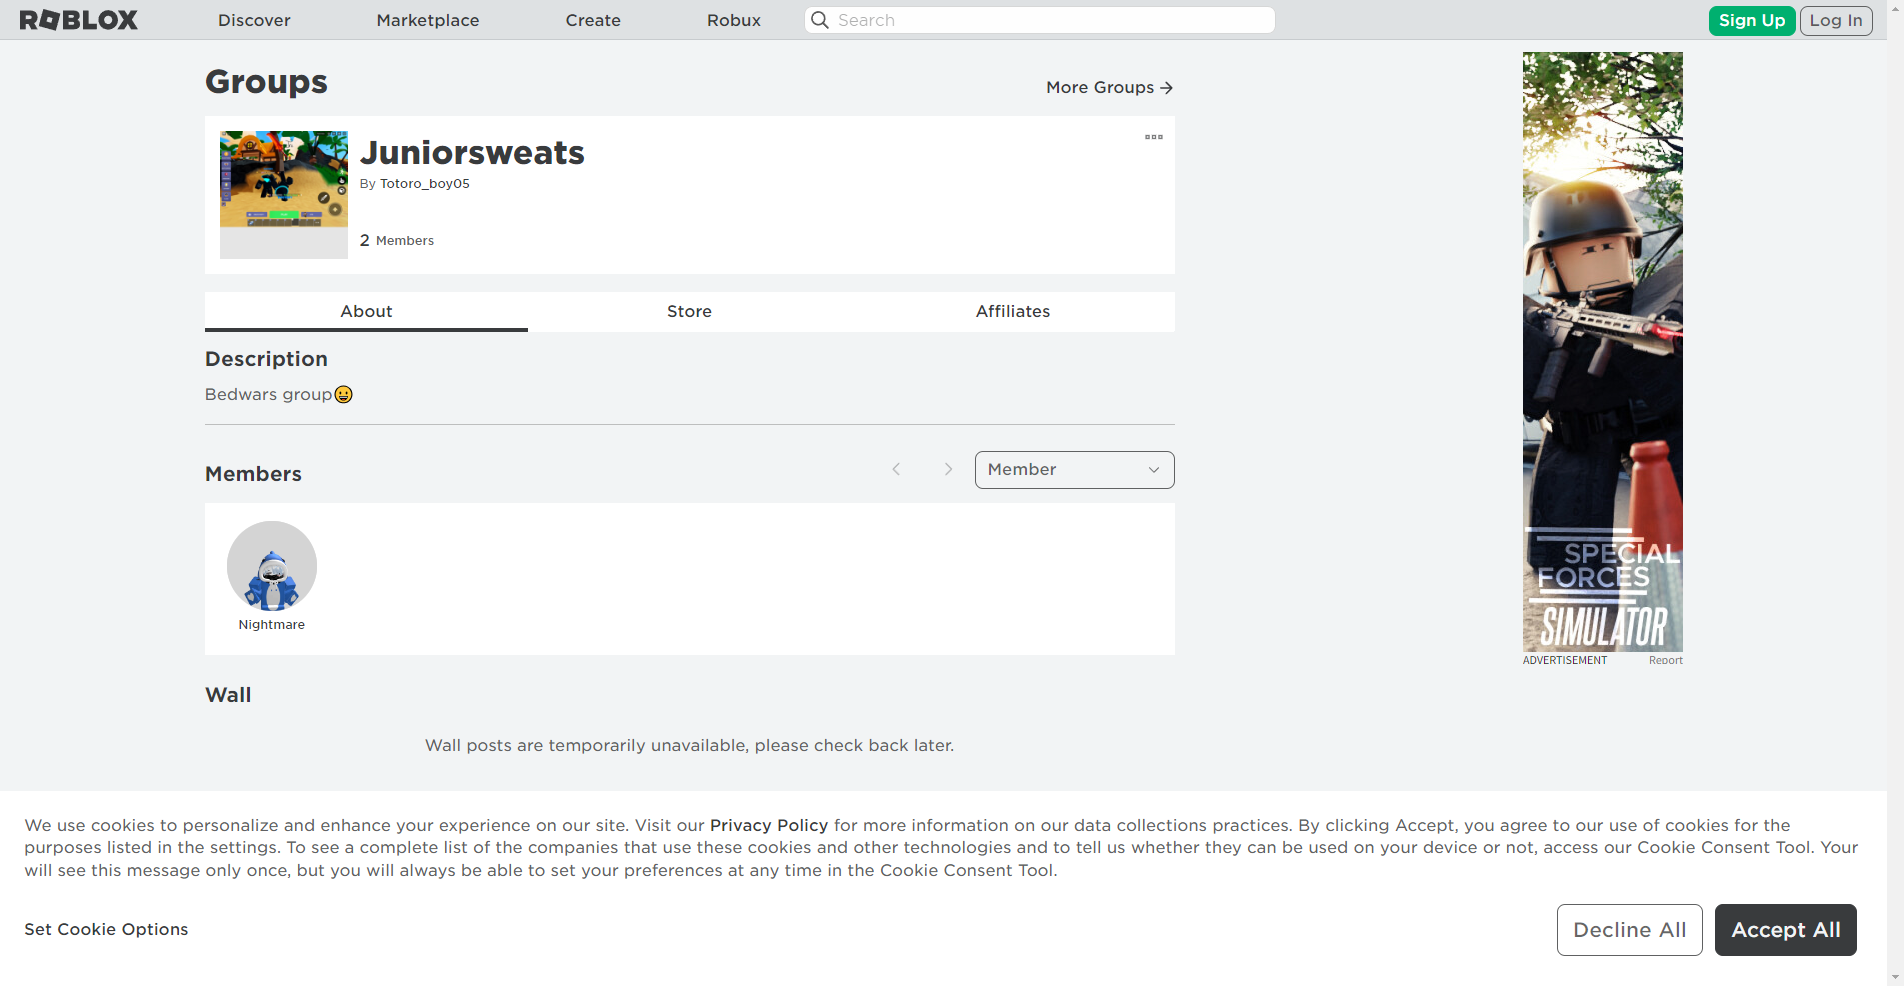 ROBLOX
Discover
Marketplace
Create
Robux
Search
Sign Up
Log In
Groups
More Groups
Juniorsweats
By Totoro_boy05
2 Members
About
Store
Affiliates
Description
Bedwars group😀
Members
Member
Nightmare
Wall
Wall posts are temporarily unavailable, please check back later.
SPECIAL
FORCES
SIMULATOR
ADVERTISEMENT
Report
We use cookies to personalize and enhance your experience on our site. Visit our Privacy Policy for more information on our data collections practices. By clicking Accept, you agree to our use of cookies for the
purposes listed in the settings. To see a complete list of the companies that use these cookies and other technologies and to tell us whether they can be used on your device or not, access our Cookie Consent Tool. Your
will see this message only once, but you will always be able to set your preferences at any time in the Cookie Consent Tool.
Set Cookie Options
Decline All
Accept All